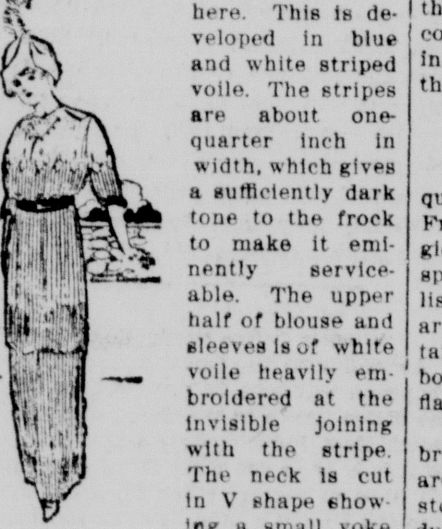 here. This is de-
veloped in blue
and white striped
voile. The stripes
are about one-
quarter inch in
width, which gives
a sufficiently dark
tone to the frock
to make it emi-
nently service-
able. The upper
half of blouse and
sleeves is of white
voile heavily em-
broidered at the
invisible joining
with the stripe.
The neck is cut
in V shape show-
ing a small yoke